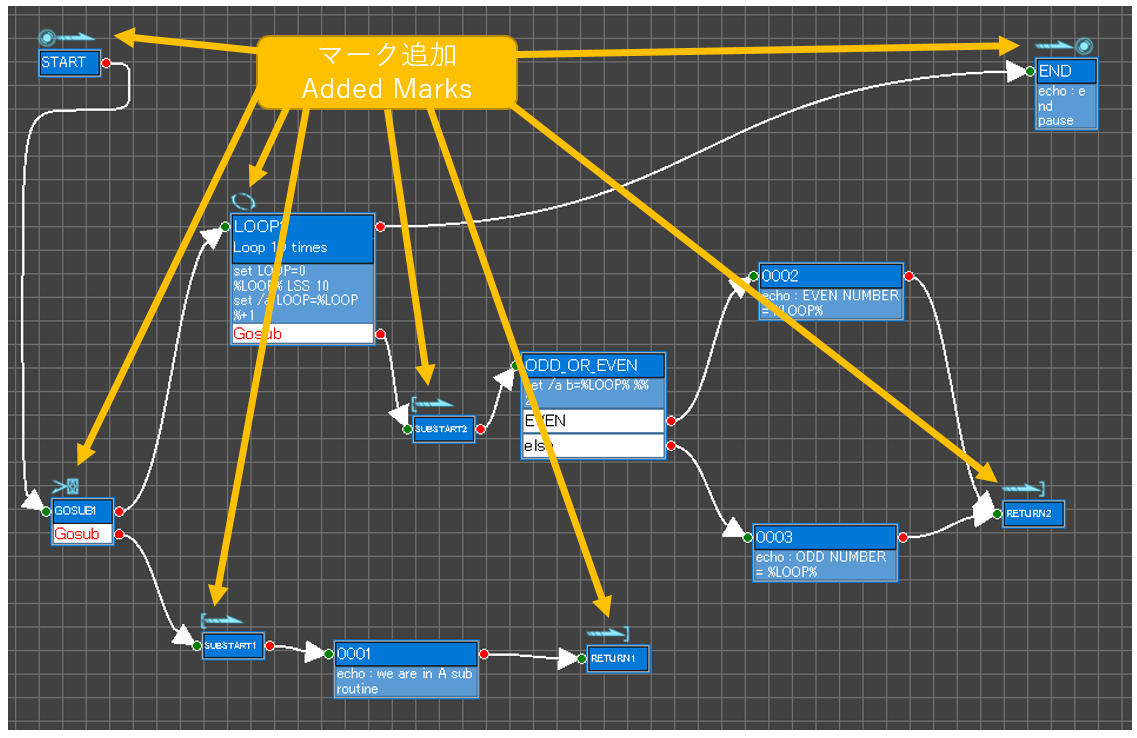 マーク追加
Added Marks
START
END
echo : e
nd
pause
Loop 10 times
set LOOP=0
%LOOP% LSS 10
set /a LOOP=%LOOP
%+1
Gosub
0002
echo : EVEN NUMBER
= %LOOP%
ODD_OR_EVEN
set /a b=%LOOP% %%
EVEN
else
SUBSTART2
GOSUB1
Gosub
RETURN2
0003
echo : ODD NUMBER
= %LOOP%
SUBSTART1
0001
echo : we are in A sub
routine
RETURN1